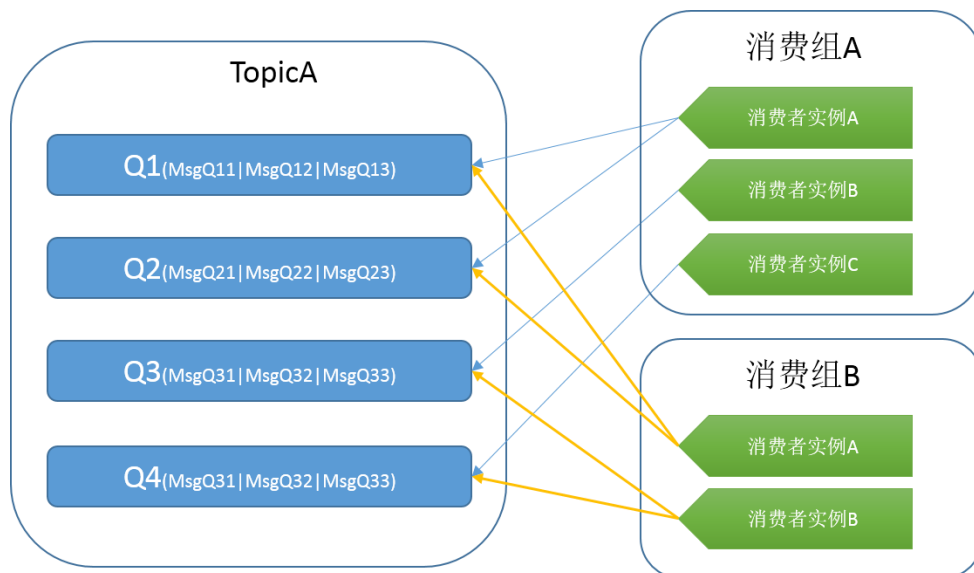 TopicA
Q1(MsgQ11|MsgQ12|MsgQ13)
Q2(MsgQ21|MsgQ22|MsgQ23)
Q3(MsgQ31|MsgQ32|MsgQ33)
Q4(MsgQ31|MsgQ32|MsgQ33)
消费组A
消费者实例A
消费者实例B
消费者实例C
消费组B
消费者实例A
消费者实例B